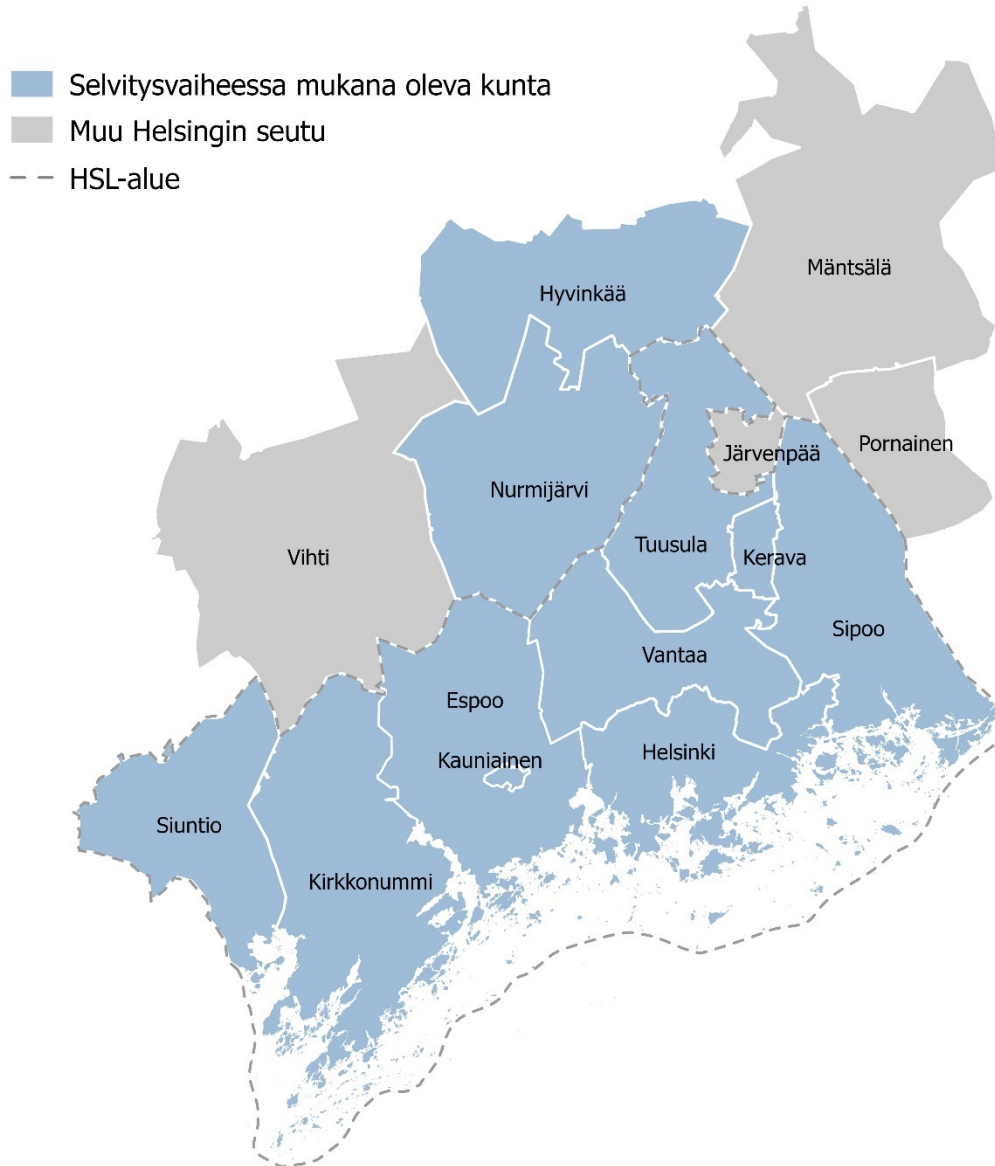 Selvitysvaiheessa mukana oleva kunta
Muu Helsingin seutu
HSL-alue
Mäntsälä
Hyvinkää
Pornainen
Järvenpää
Nurmijärvi
Tuusula
Kerava
Vihti
Sipoo
Vantaa
Espoo
Helsinki
Kauniainen
Siuntio
Kirkkonummi